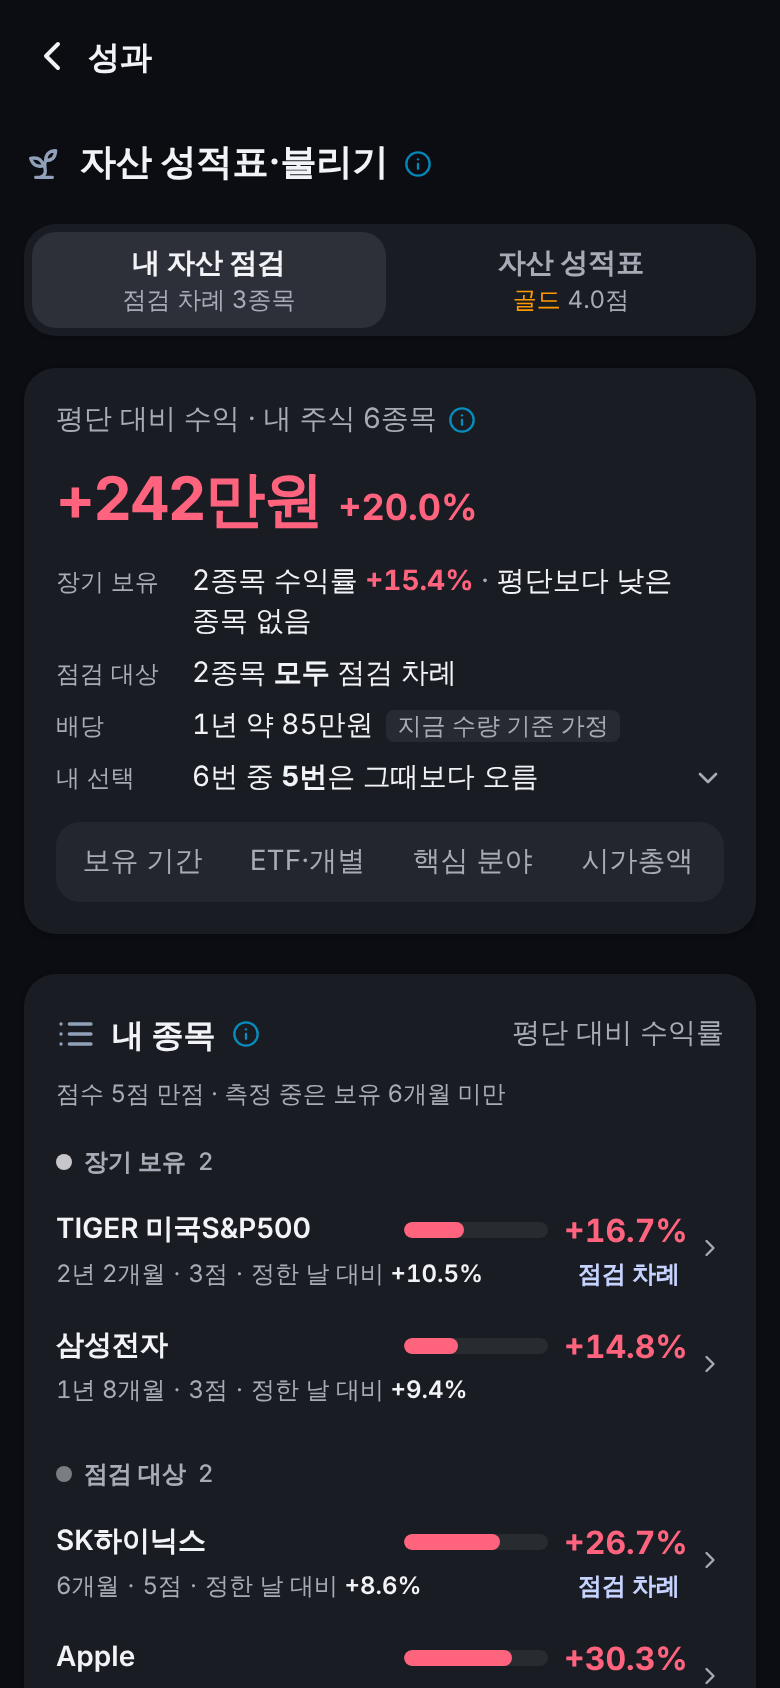 성과
자산 성적표·불리기
내 자산 점검
점검 차례 3종목
자산 성적표
골드 4.0점
평단 대비 수익 · 내 주식 6종목
+242만원 +20.0%
장기 보유 2종목 수익률 +15.4% · 평단보다 낮은
종목 없음
점검 대상 2종목 모두 점검 차례
배당 1년 약 85만원 지금 수량 기준 가정
내 선택 6번 중 5번은 그때보다 오름
보유 기간 ETF·개별 핵심 분야 시가총액
내 종목 평단 대비 수익률
점수 5점 만점 · 측정 중은 보유 6개월 미만
장기 보유 2
TIGER 미국S&P500 +16.7%
2년 2개월 · 3점 · 정한 날 대비 +10.5% 점검 차례
삼성전자 +14.8%
1년 8개월 · 3점 · 정한 날 대비 +9.4%
점검 대상 2
SK하이닉스 +26.7%
6개월 · 5점 · 정한 날 대비 +8.6% 점검 차례
Apple +30.3%